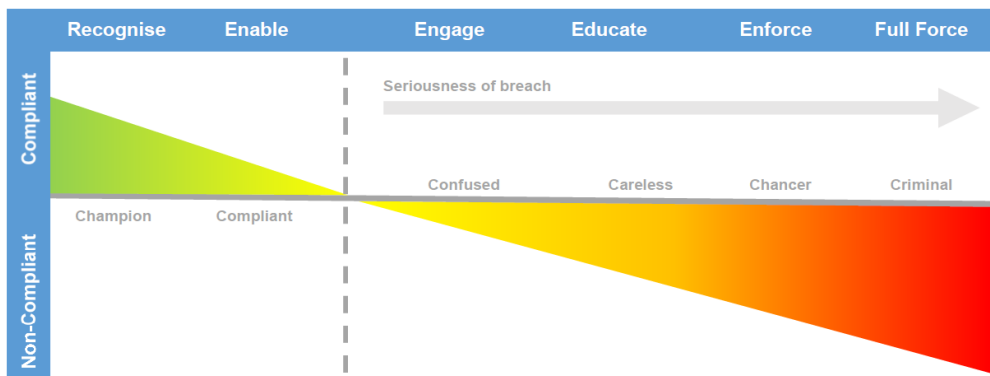 Recognise Enable Engage Educate Enforce Full Force
Compliant
Seriousness of breach
Confused Careless Chancer Criminal
Champion Compliant
Non-Compliant